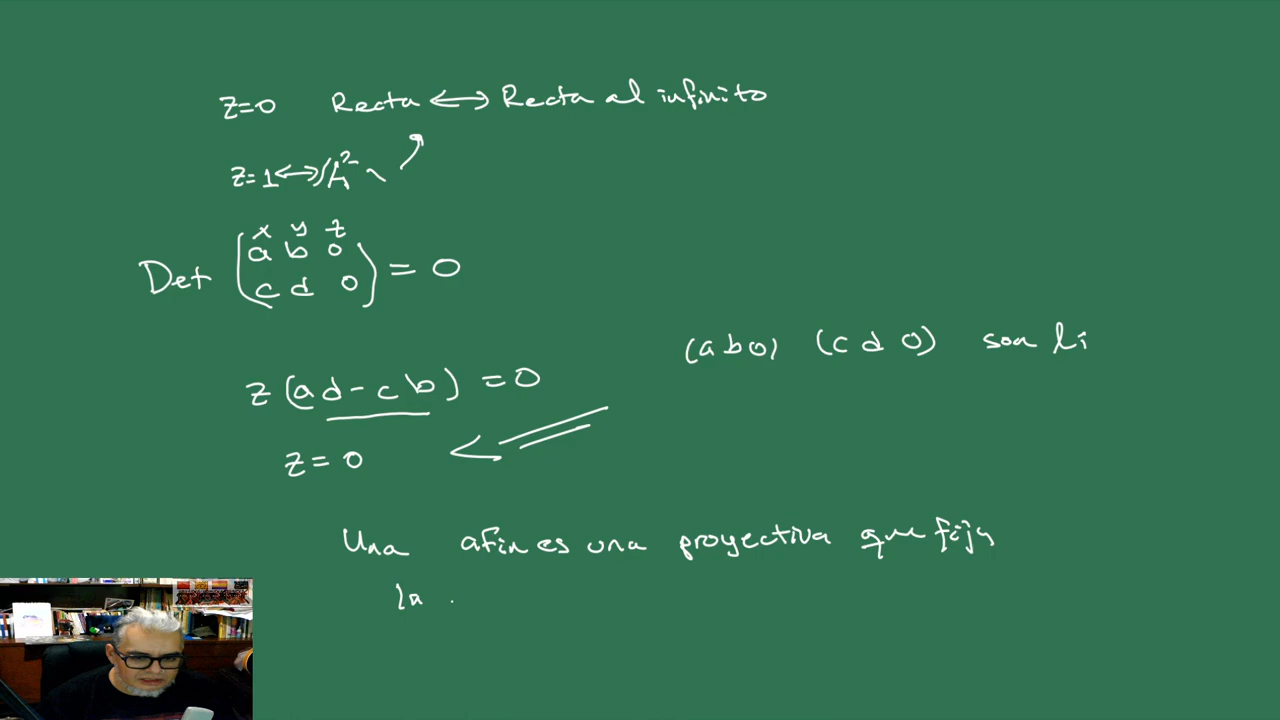 z=0 Recta ⟷ Recta al infinito
z=1 ⟷ A²
x y z
a b 0
Det = 0
c d 0
(a b 0) (c d 0) son li
z(ad-cb) = 0
z=0
Una afin es una proyectiva que fija
la